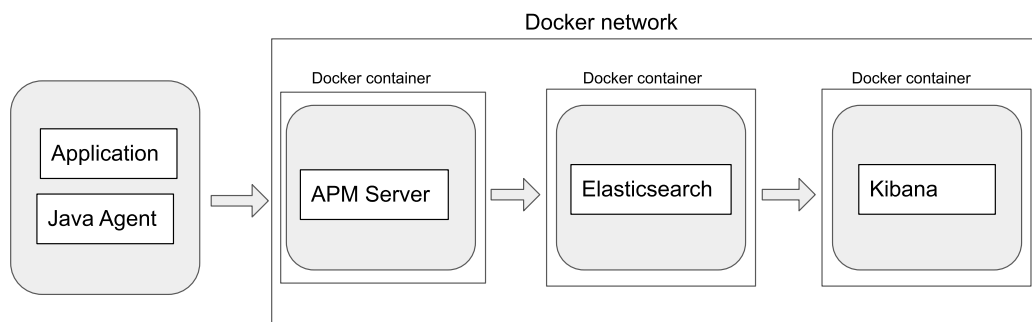 Docker network
Docker container
Docker container
Docker container
Application
Java Agent
APM Server
Elasticsearch
Kibana